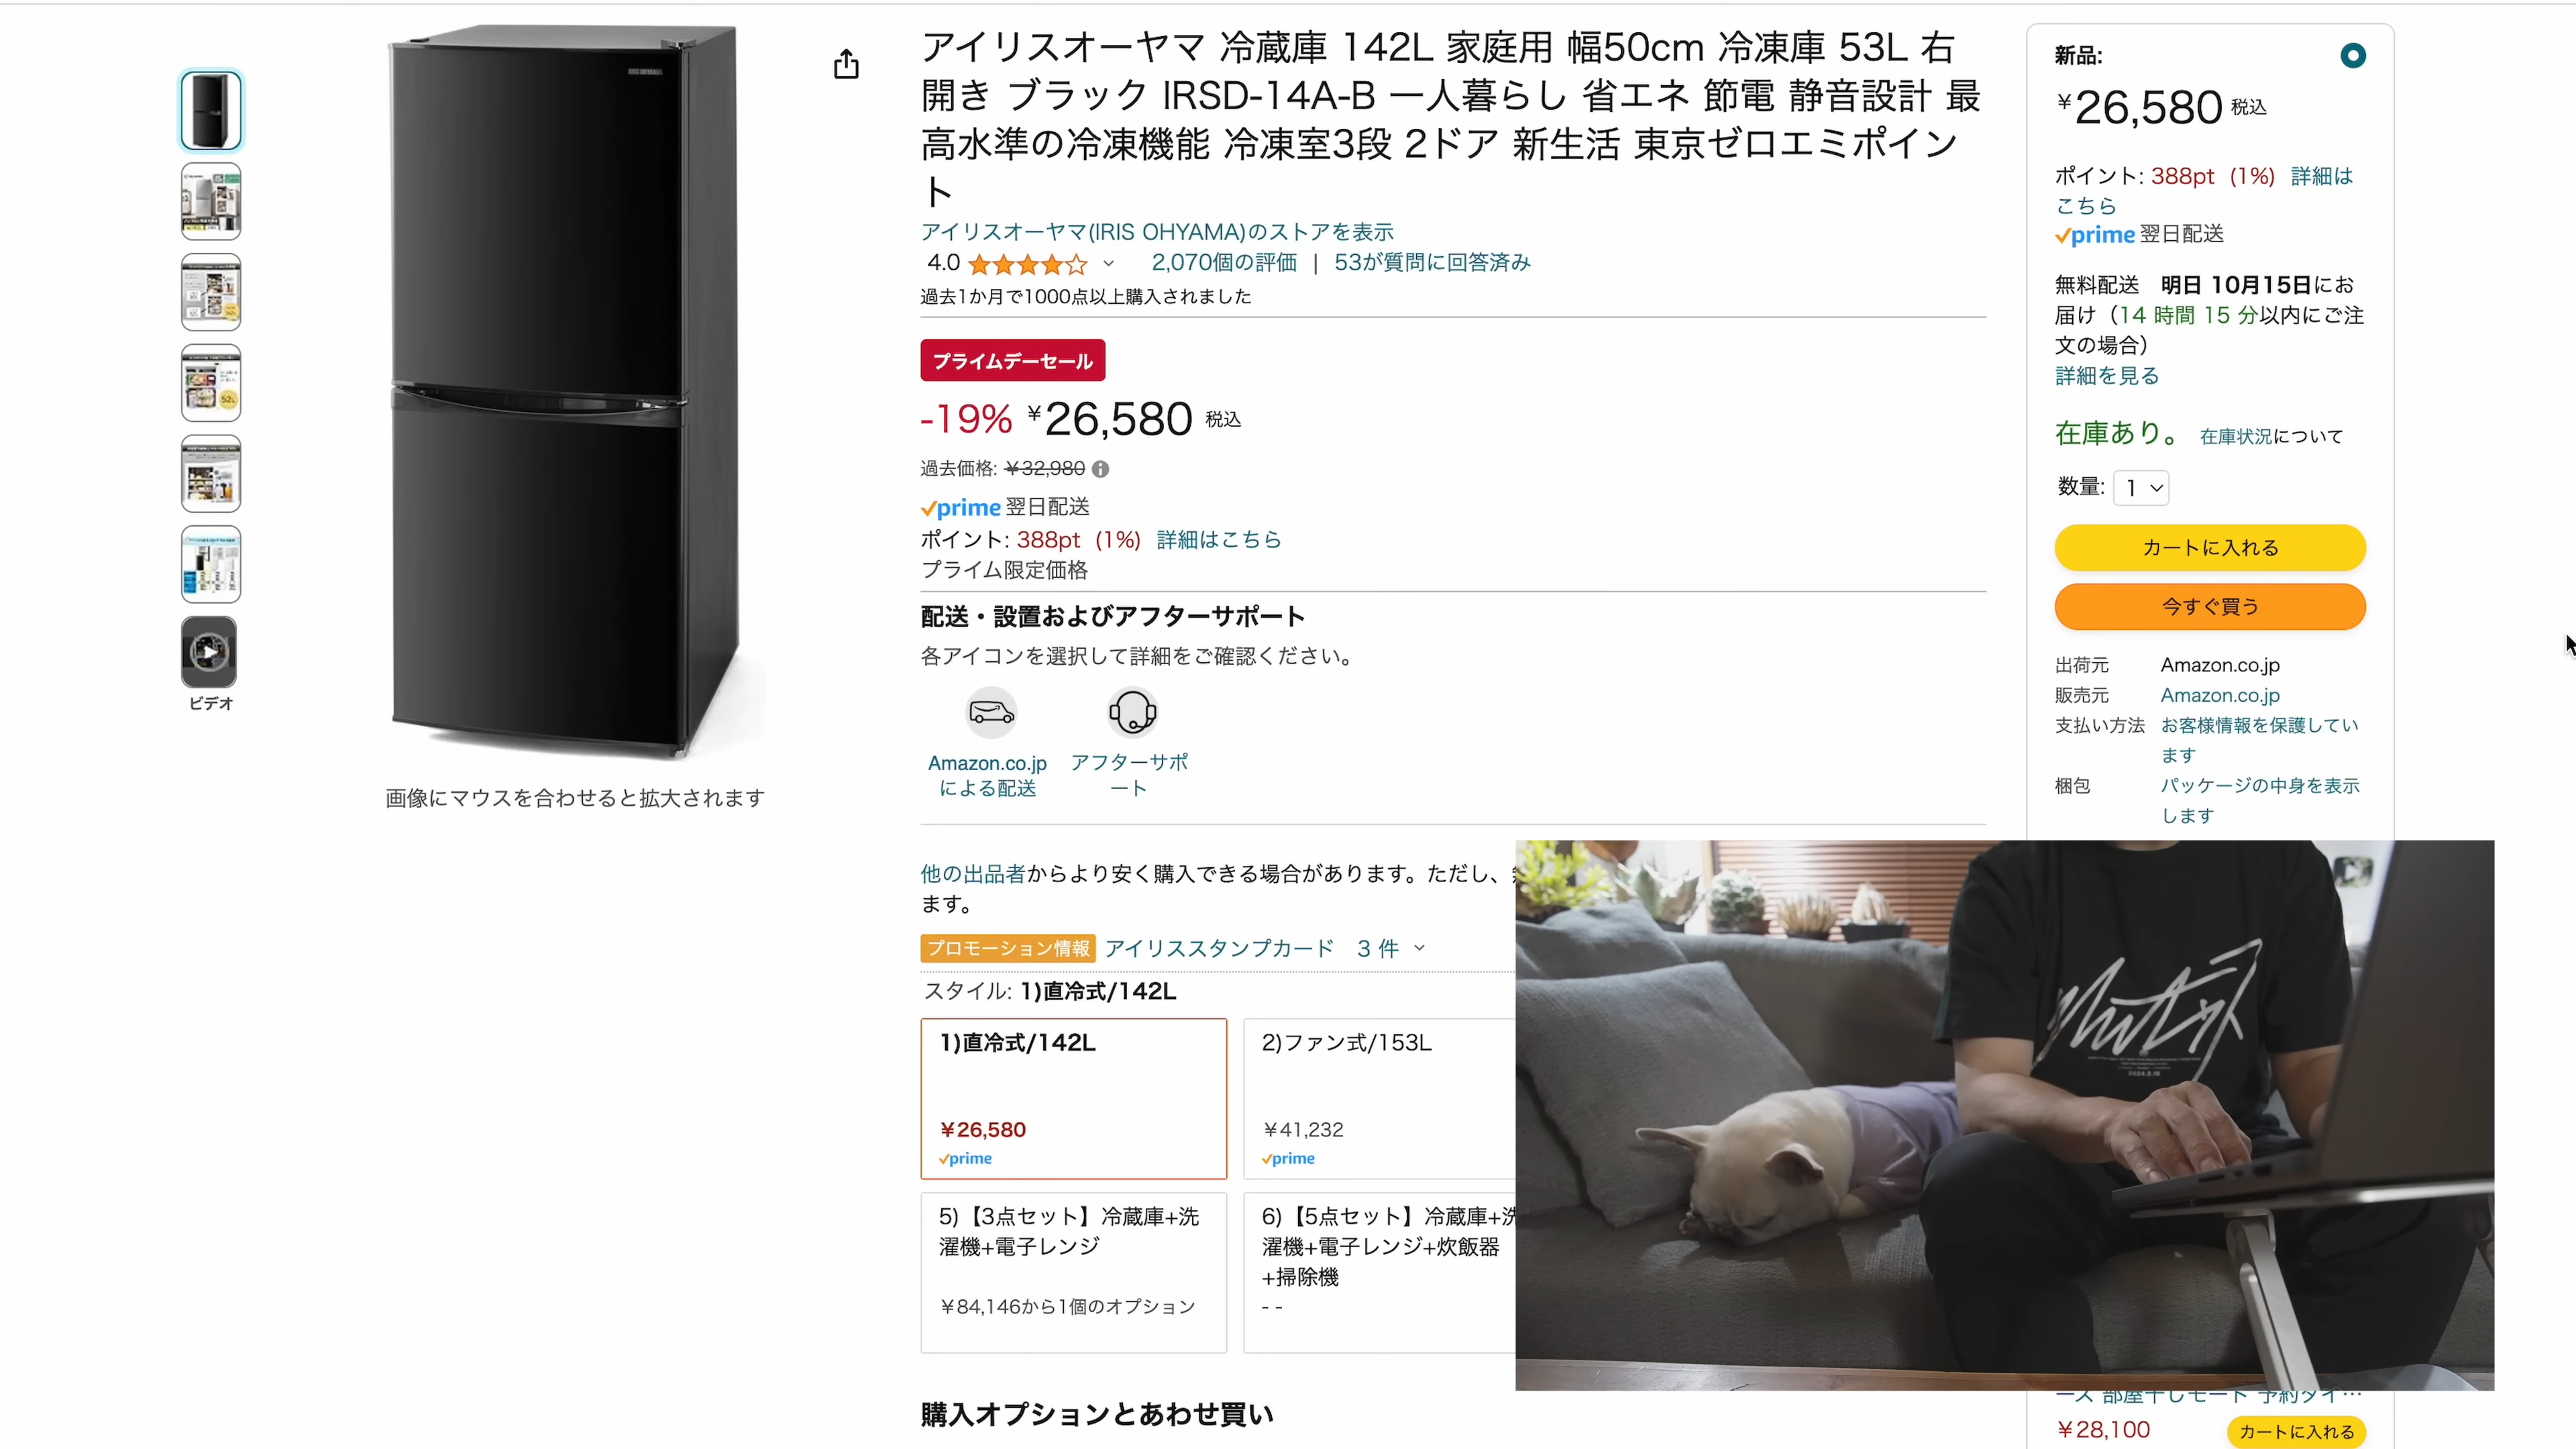 アイリスオーヤマ 冷蔵庫 142L 家庭用 幅50cm 冷凍庫 53L 右
開き ブラック IRSD-14A-B 一人暮らし 省エネ 節電 静音設計 最
高水準の冷凍機能 冷凍室3段 2ドア 新生活 東京ゼロエミポイン
ト
アイリスオーヤマ(IRIS OHYAMA)のストアを表示
4.0 2,070個の評価 | 53が質問に回答済み
過去1か月で1000点以上購入されました
プライムデーセール
-19% ¥26,580 税込
過去価格: ¥32,980
prime 翌日配送
ポイント: 388pt (1%) 詳細はこちら
プライム限定価格
配送・設置およびアフターサポート
各アイコンを選択して詳細をご確認ください。
Amazon.co.jp
による配送
アフターサポ
ート
他の出品者からより安く購入できる場合があります。ただし、
ます。
プロモーション情報 アイリススタンプカード 3 件
スタイル: 1)直冷式/142L
1)直冷式/142L
¥26,580
prime
2)ファン式/153L
¥41,232
prime
5)【3点セット】冷蔵庫+洗
濯機+電子レンジ
¥84,146から1個のオプション
6)【5点セット】冷蔵庫+洗
濯機+電子レンジ+炊飯器
+掃除機
--
購入オプションとあわせ買い
IRIS OHYAMA
ビデオ
画像にマウスを合わせると拡大されます
新品:
¥26,580 税込
ポイント: 388pt (1%) 詳細は
こちら
prime 翌日配送
無料配送 明日 10月15日にお
届け（14 時間 15 分以内にご注
文の場合）
詳細を見る
在庫あり。 在庫状況について
数量: 1
カートに入れる
今すぐ買う
出荷元 Amazon.co.jp
販売元 Amazon.co.jp
支払い方法 お客様情報を保護してい
ます
梱包 パッケージの中身を表示
します
ース 部屋干しモード 予約タイ…
¥28,100 カートに入れる